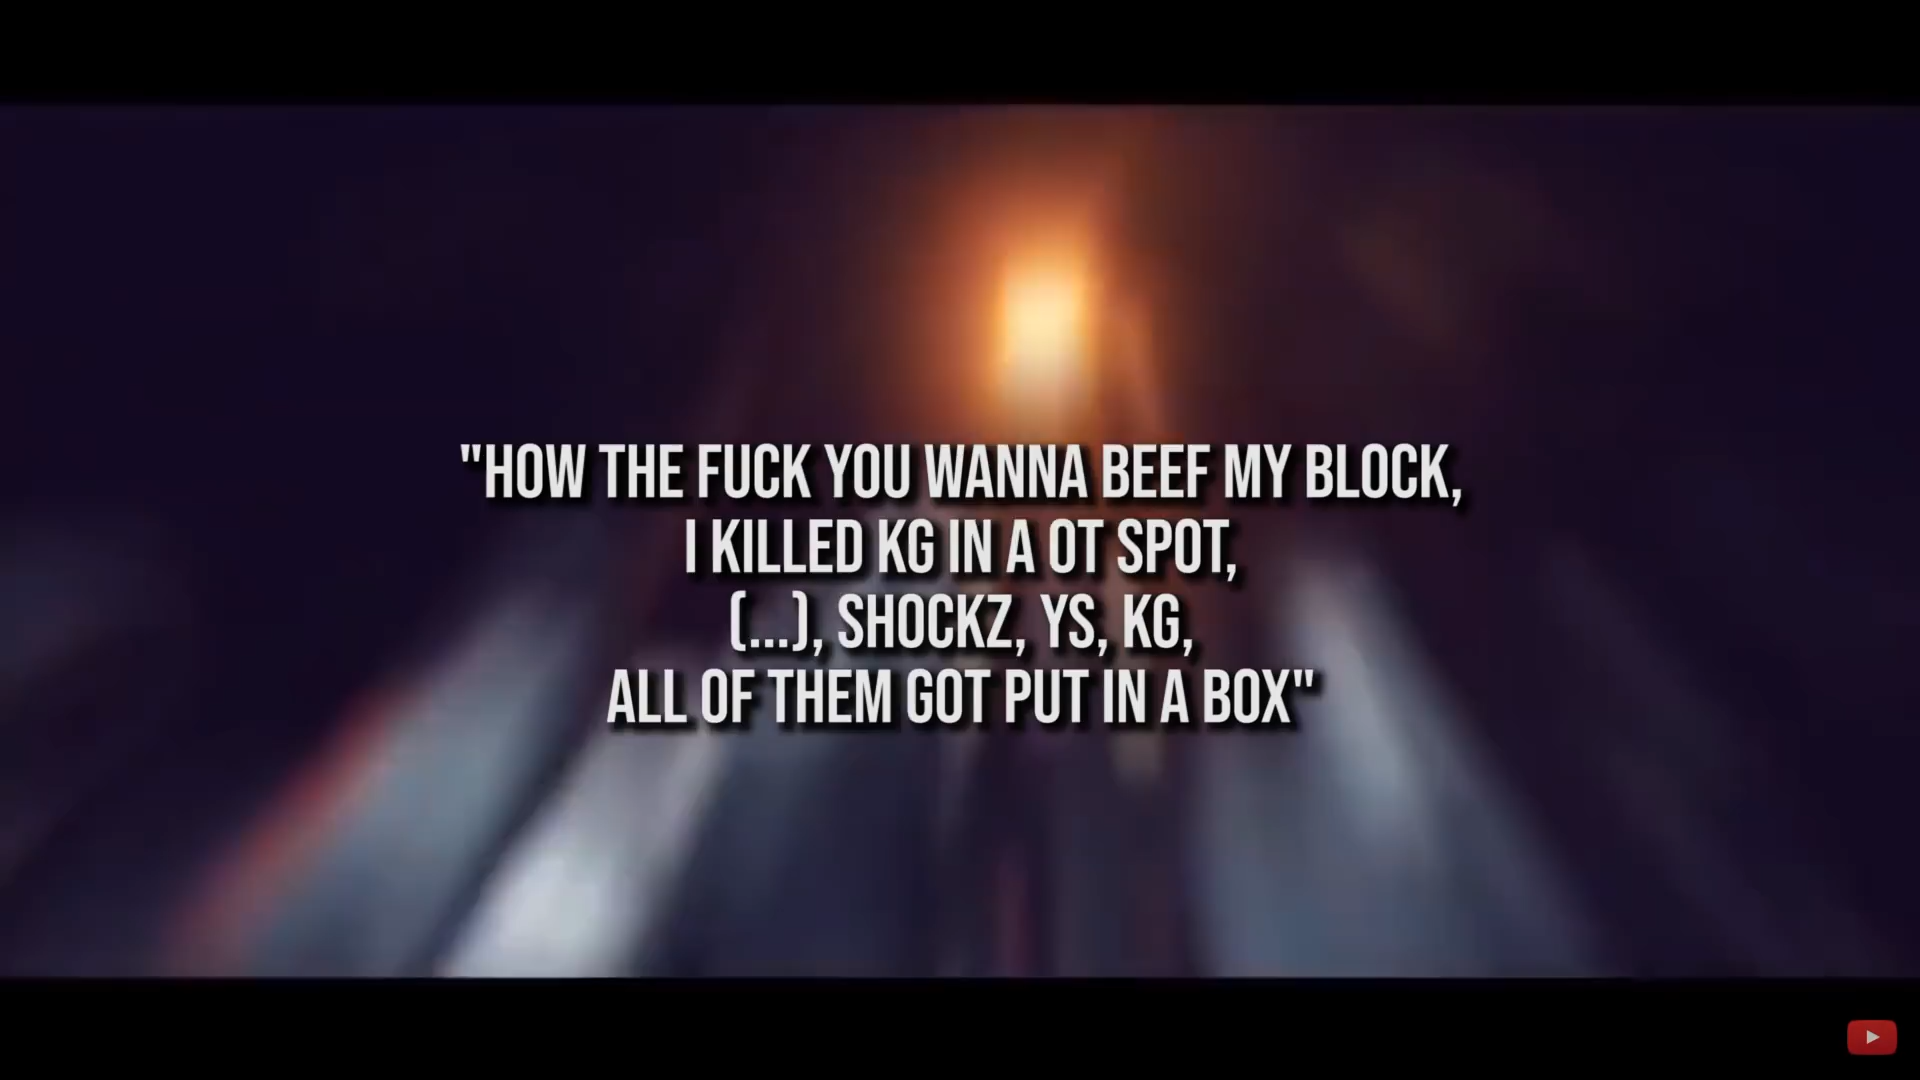 "HOW THE FUCK YOU WANNA BEEF MY BLOCK,
I KILLED KG IN A OT SPOT,
(...), SHOCKZ, YS, KG,
ALL OF THEM GOT PUT IN A BOX"